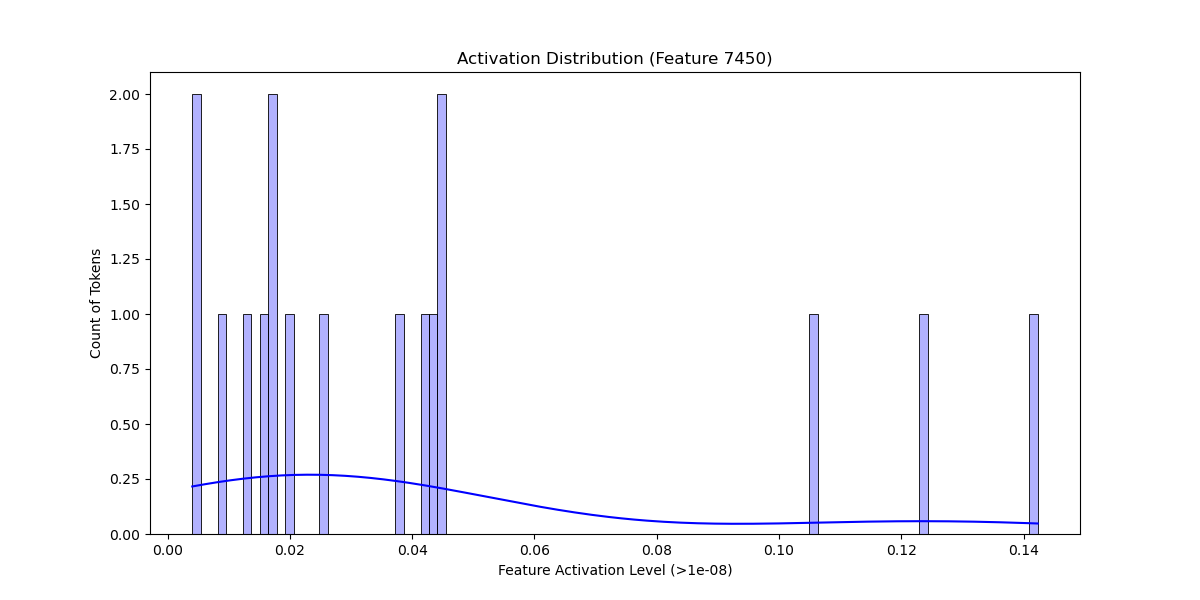 Activation Distribution (Feature 7450)
Count of Tokens
2.00
1.75
1.50
1.25
1.00
0.75
0.50
0.25
0.00
0.00 0.02 0.04 0.06 0.08 0.10 0.12 0.14
Feature Activation Level (>1e-08)